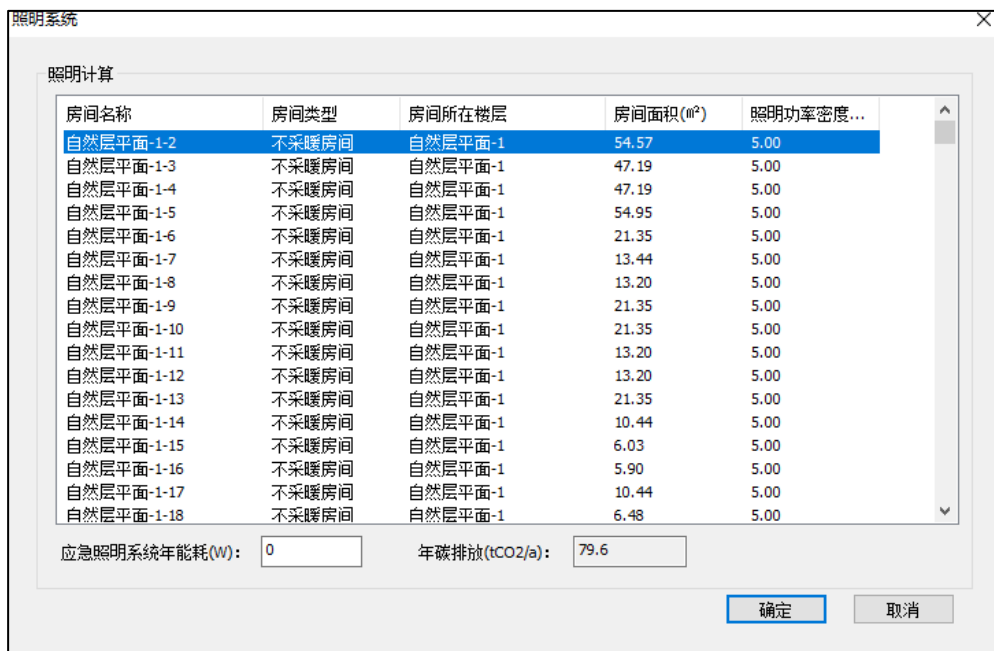 照明系统
照明计算
房间名称 房间类型 房间所在楼层 房间面积(㎡) 照明功率密度...
自然层平面-1-2 不采暖房间 自然层平面-1 54.57 5.00
自然层平面-1-3 不采暖房间 自然层平面-1 47.19 5.00
自然层平面-1-4 不采暖房间 自然层平面-1 47.19 5.00
自然层平面-1-5 不采暖房间 自然层平面-1 54.95 5.00
自然层平面-1-6 不采暖房间 自然层平面-1 21.35 5.00
自然层平面-1-7 不采暖房间 自然层平面-1 13.44 5.00
自然层平面-1-8 不采暖房间 自然层平面-1 13.20 5.00
自然层平面-1-9 不采暖房间 自然层平面-1 21.35 5.00
自然层平面-1-10 不采暖房间 自然层平面-1 21.35 5.00
自然层平面-1-11 不采暖房间 自然层平面-1 13.20 5.00
自然层平面-1-12 不采暖房间 自然层平面-1 13.20 5.00
自然层平面-1-13 不采暖房间 自然层平面-1 21.35 5.00
自然层平面-1-14 不采暖房间 自然层平面-1 10.44 5.00
自然层平面-1-15 不采暖房间 自然层平面-1 6.03 5.00
自然层平面-1-16 不采暖房间 自然层平面-1 5.90 5.00
自然层平面-1-17 不采暖房间 自然层平面-1 10.44 5.00
自然层平面-1-18 不采暖房间 自然层平面-1 6.48 5.00
应急照明系统年能耗(W): 0 年碳排放(tCO2/a): 79.6
确定 取消